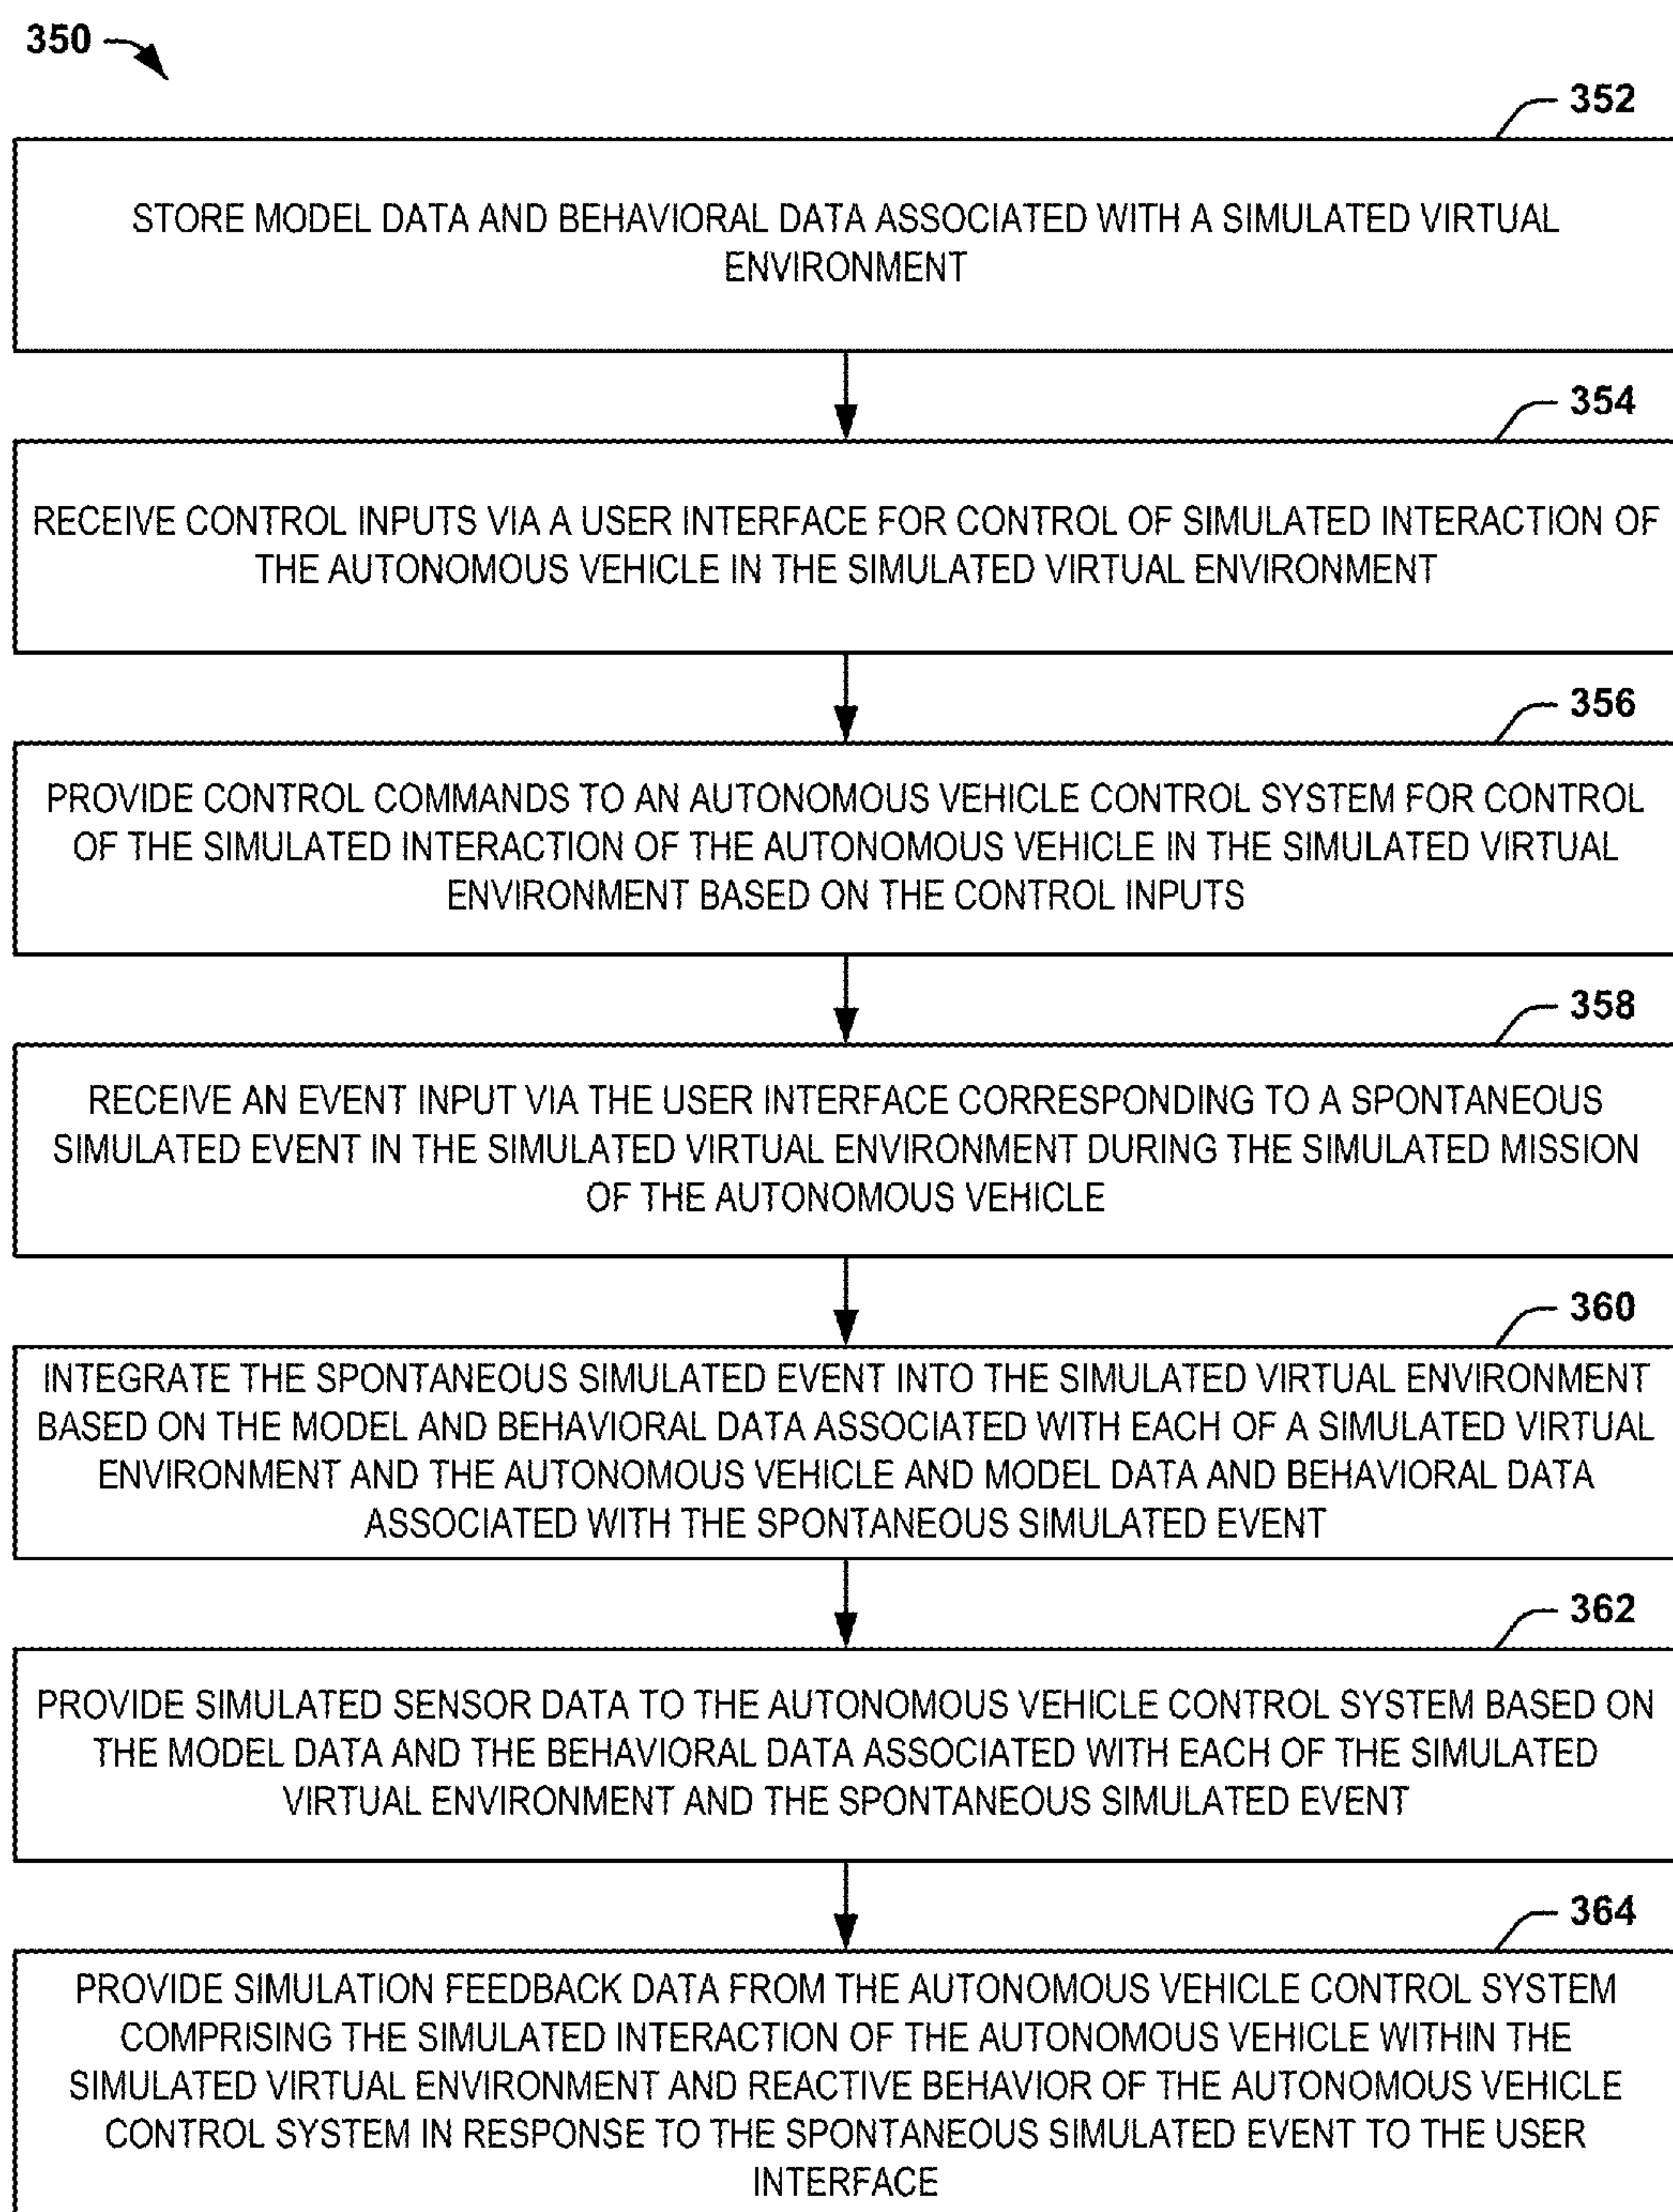 350
352
STORE MODEL DATA AND BEHAVIORAL DATA ASSOCIATED WITH A SIMULATED VIRTUAL
ENVIRONMENT
354
RECEIVE CONTROL INPUTS VIA A USER INTERFACE FOR CONTROL OF SIMULATED INTERACTION OF
THE AUTONOMOUS VEHICLE IN THE SIMULATED VIRTUAL ENVIRONMENT
356
PROVIDE CONTROL COMMANDS TO AN AUTONOMOUS VEHICLE CONTROL SYSTEM FOR CONTROL
OF THE SIMULATED INTERACTION OF THE AUTONOMOUS VEHICLE IN THE SIMULATED VIRTUAL
ENVIRONMENT BASED ON THE CONTROL INPUTS
358
RECEIVE AN EVENT INPUT VIA THE USER INTERFACE CORRESPONDING TO A SPONTANEOUS
SIMULATED EVENT IN THE SIMULATED VIRTUAL ENVIRONMENT DURING THE SIMULATED MISSION
OF THE AUTONOMOUS VEHICLE
360
INTEGRATE THE SPONTANEOUS SIMULATED EVENT INTO THE SIMULATED VIRTUAL ENVIRONMENT
BASED ON THE MODEL AND BEHAVIORAL DATA ASSOCIATED WITH EACH OF A SIMULATED VIRTUAL
ENVIRONMENT AND THE AUTONOMOUS VEHICLE AND MODEL DATA AND BEHAVIORAL DATA
ASSOCIATED WITH THE SPONTANEOUS SIMULATED EVENT
362
PROVIDE SIMULATED SENSOR DATA TO THE AUTONOMOUS VEHICLE CONTROL SYSTEM BASED ON
THE MODEL DATA AND THE BEHAVIORAL DATA ASSOCIATED WITH EACH OF THE SIMULATED
VIRTUAL ENVIRONMENT AND THE SPONTANEOUS SIMULATED EVENT
364
PROVIDE SIMULATION FEEDBACK DATA FROM THE AUTONOMOUS VEHICLE CONTROL SYSTEM
COMPRISING THE SIMULATED INTERACTION OF THE AUTONOMOUS VEHICLE WITHIN THE
SIMULATED VIRTUAL ENVIRONMENT AND REACTIVE BEHAVIOR OF THE AUTONOMOUS VEHICLE
CONTROL SYSTEM IN RESPONSE TO THE SPONTANEOUS SIMULATED EVENT TO THE USER
INTERFACE